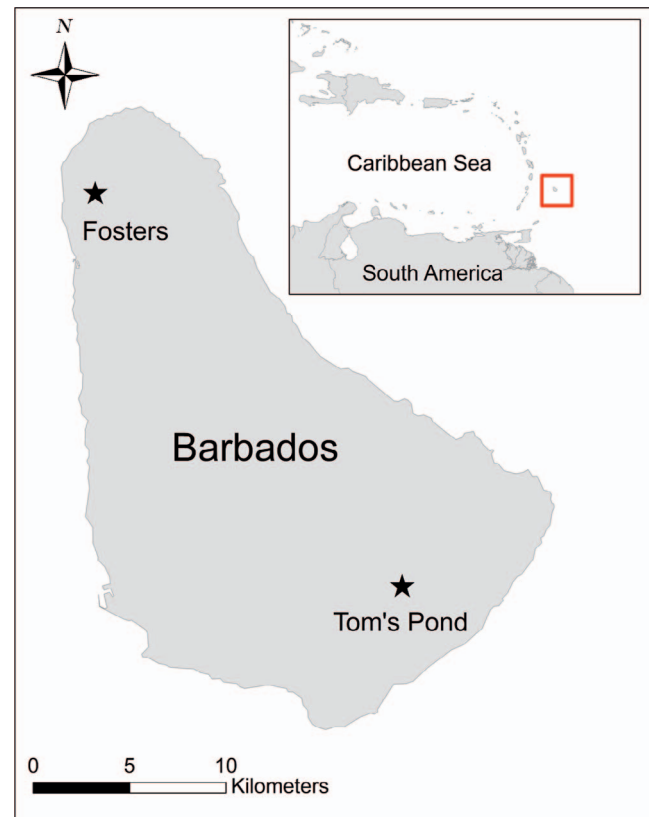 N
Caribbean Sea
South America
Fosters
Barbados
Tom's Pond
0 5 10
Kilometers